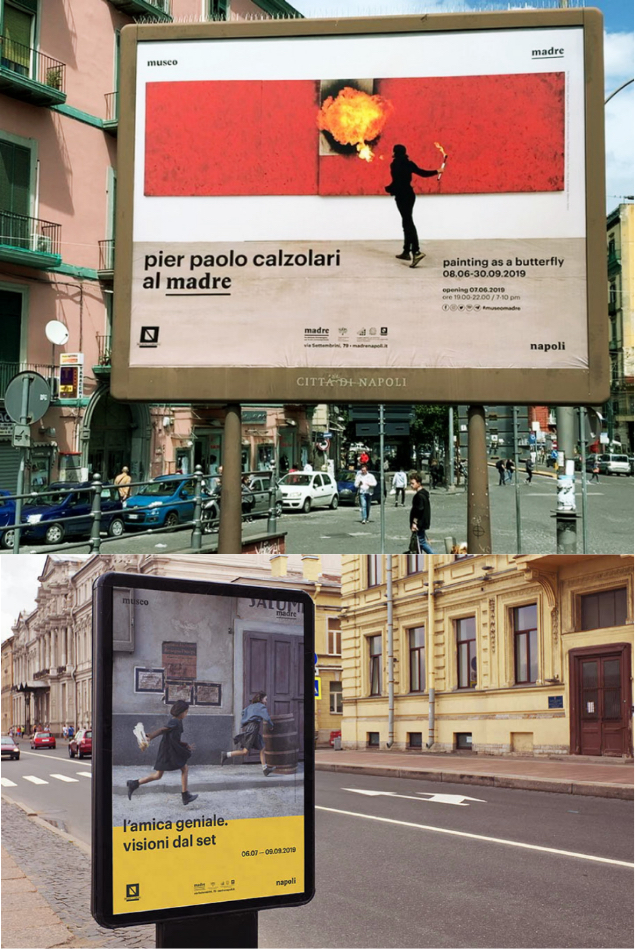 museo
madre
pier paolo calzolari
al madre
painting as a butterfly
08.06-30.09.2019
opening 07.06.2019
ore 19.00-22.00 / 7-10 pm
#museomadre
madre
via Settembrini, 79 • madrenapoli.it
napoli
CITTÀ DI NAPOLI
museo
SALUMI
madre
l'amica geniale.
visioni dal set
06.07 — 09.09.2019
madre
napoli